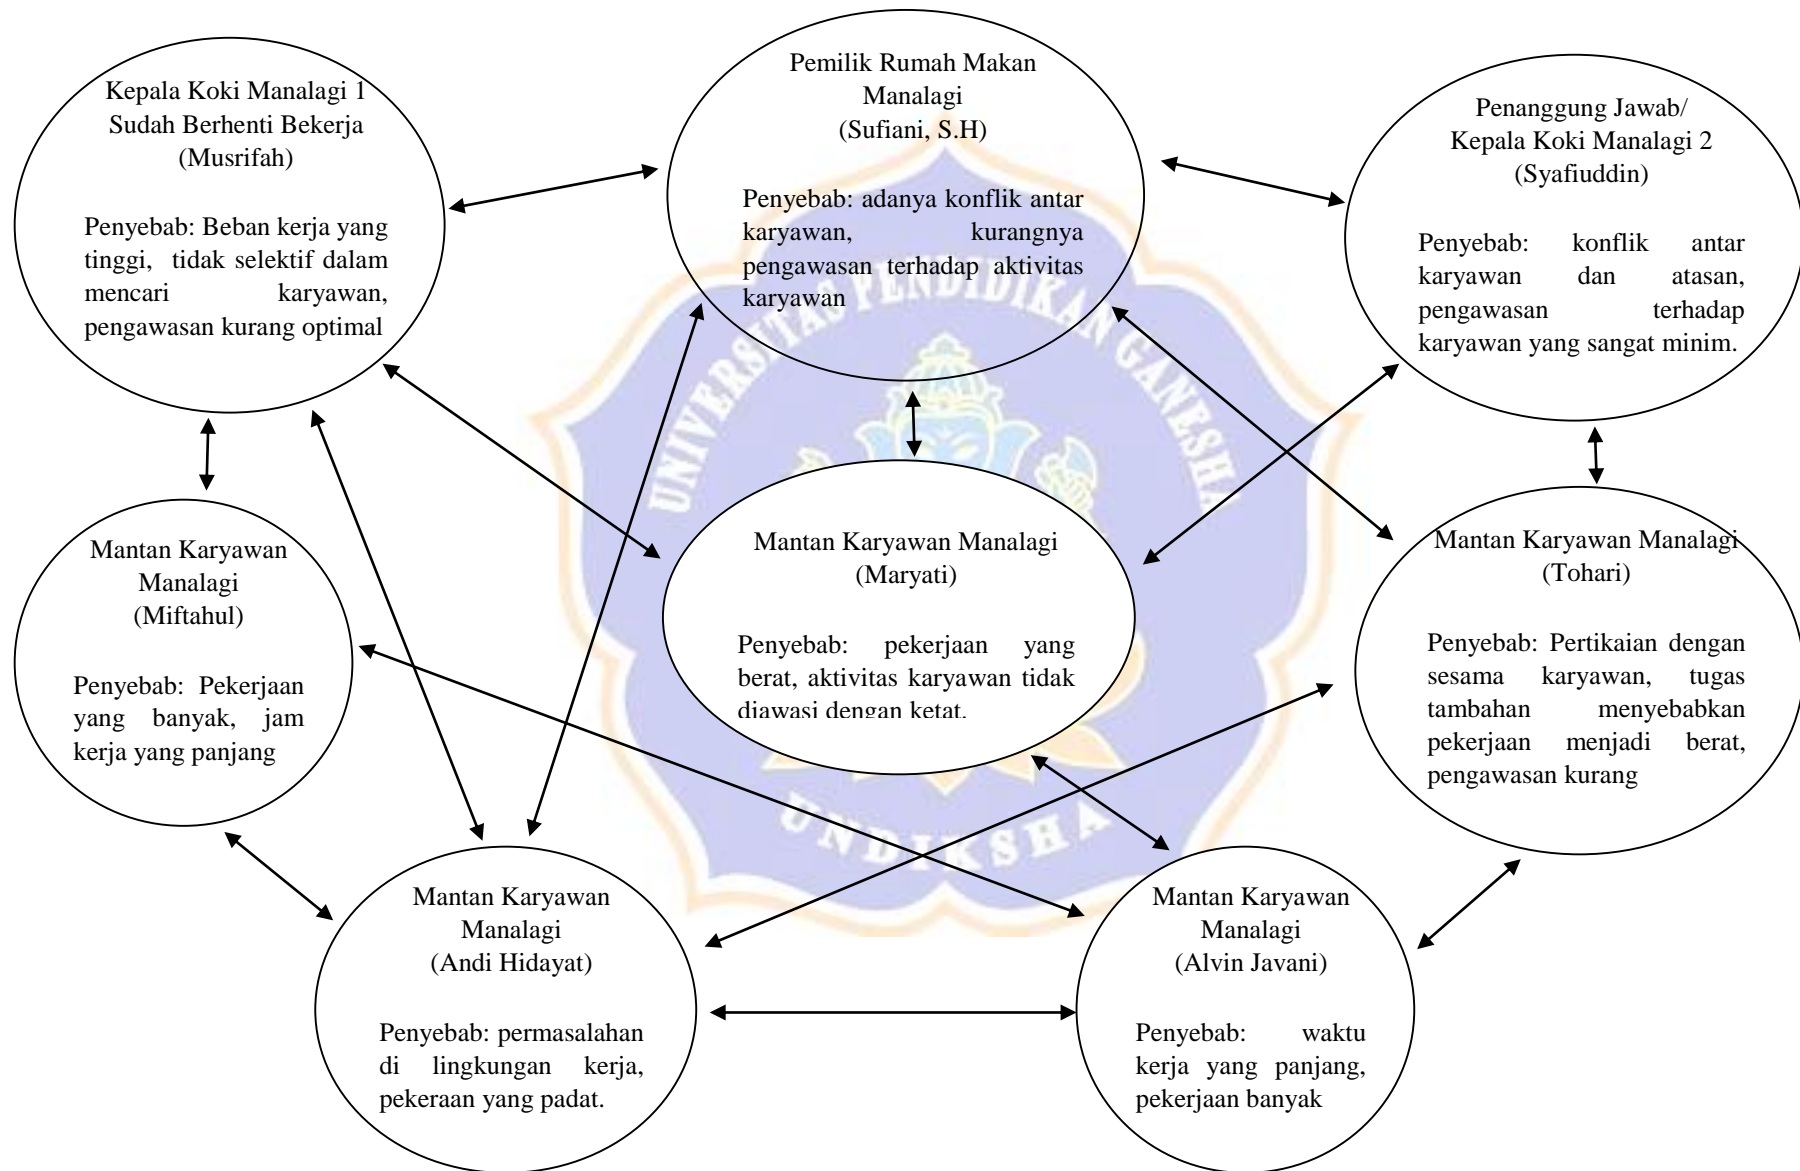 Kepala Koki Manalagi 1
Sudah Berhenti Bekerja
(Musrifah)
Penyebab: Beban kerja yang
tinggi, tidak selektif dalam
mencari karyawan,
pengawasan kurang optimal
Pemilik Rumah Makan
Manalagi
(Sufiani, S.H)
Penyebab: adanya konflik antar
karyawan, kurangnya
pengawasan terhadap aktivitas
karyawan
Penanggung Jawab/
Kepala Koki Manalagi 2
(Syafiuddin)
Penyebab: konflik antar
karyawan dan atasan,
pengawasan terhadap
karyawan yang sangat minim.
Mantan Karyawan
Manalagi
(Miftahul)
Penyebab: Pekerjaan
yang banyak, jam
kerja yang panjang
Mantan Karyawan Manalagi
(Maryati)
Penyebab: pekerjaan yang
berat, aktivitas karyawan tidak
diawasi dengan ketat.
Mantan Karyawan Manalagi
(Tohari)
Penyebab: Pertikaian dengan
sesama karyawan, tugas
tambahan menyebabkan
pekerjaan menjadi berat,
pengawasan kurang
Mantan Karyawan
Manalagi
(Andi Hidayat)
Penyebab: permasalahan
di lingkungan kerja,
pekeraan yang padat.
Mantan Karyawan
Manalagi
(Alvin Javani)
Penyebab: waktu
kerja yang panjang,
pekerjaan banyak
UNIVERSITAS PENDIDIKAN GANESHA
UNDIKSHA